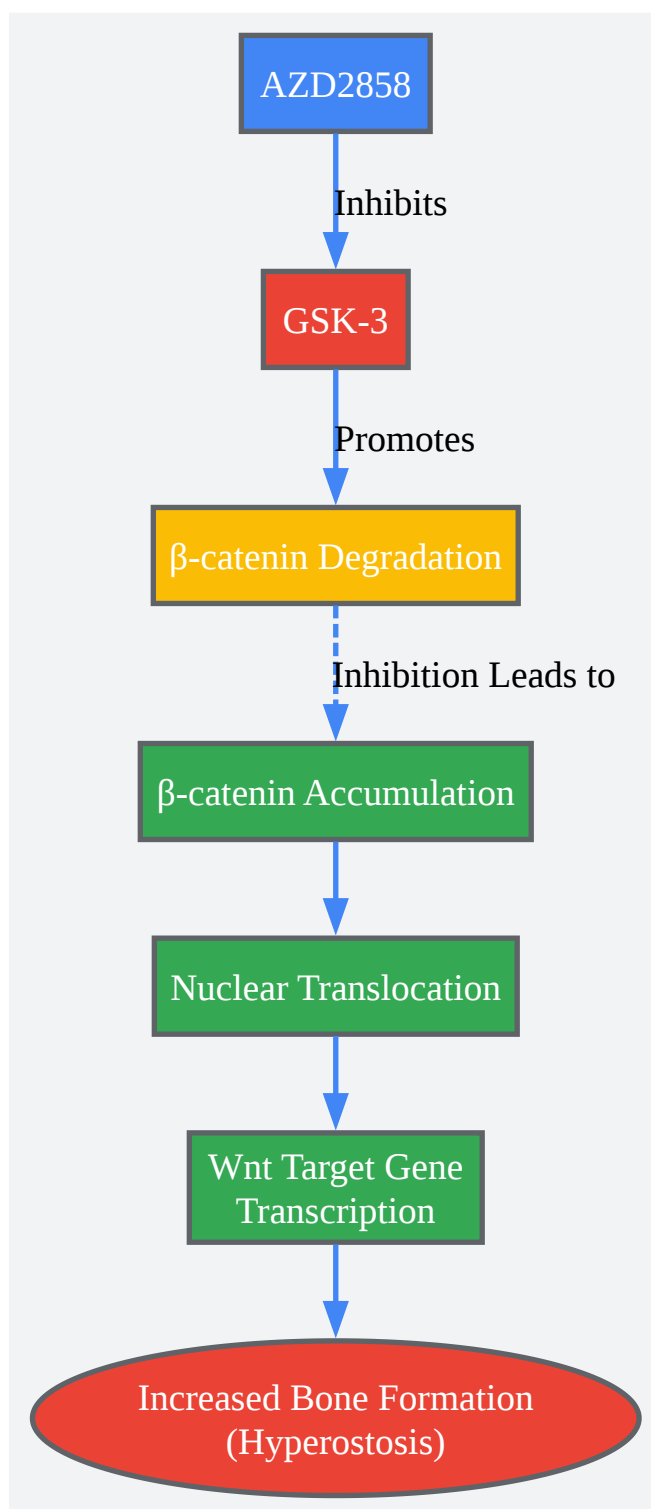 AZD2858
Inhibits
GSK-3
Promotes
β-catenin Degradation
Inhibition Leads to
β-catenin Accumulation
Nuclear Translocation
Wnt Target Gene
Transcription
Increased Bone Formation
(Hyperostosis)